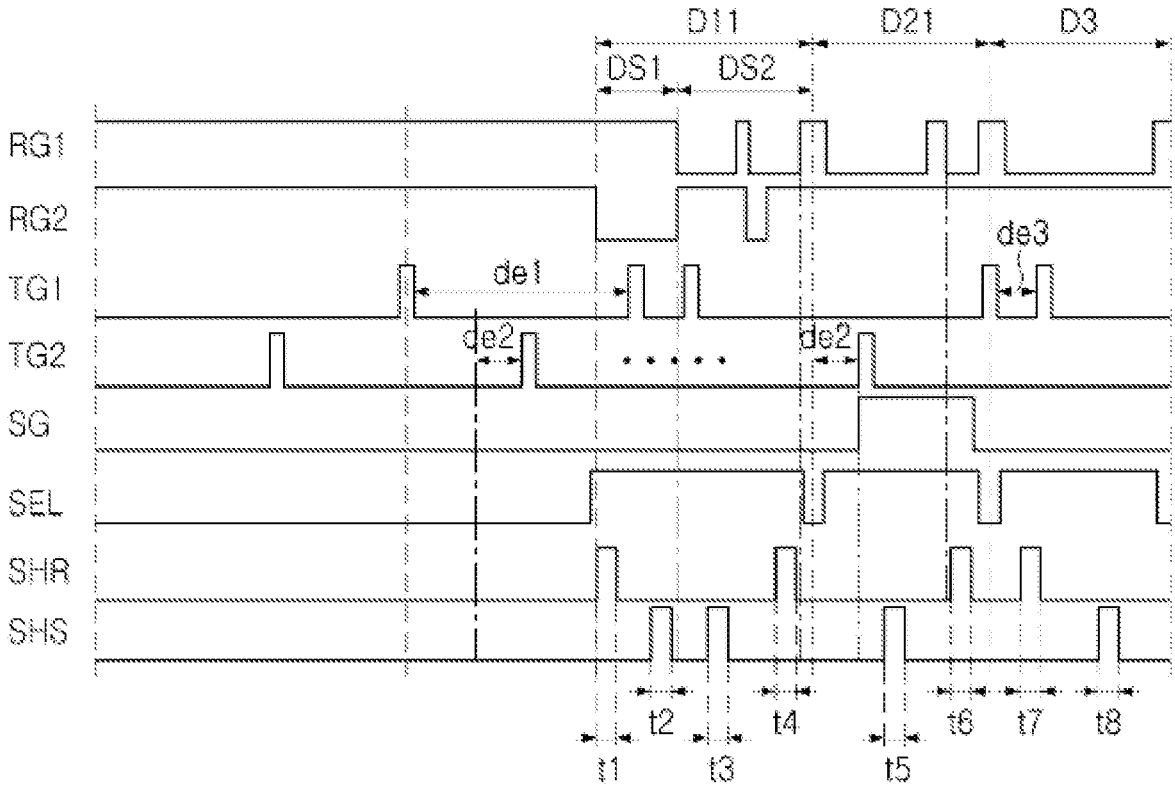 D11 D21 D3
DS1 DS2
RG1
RG2
de3
TG1 de1
TG2 de2 de2
SG
SEL
SHR
SHS
t2 t4 t6 t7 t8
t1 t3 t5